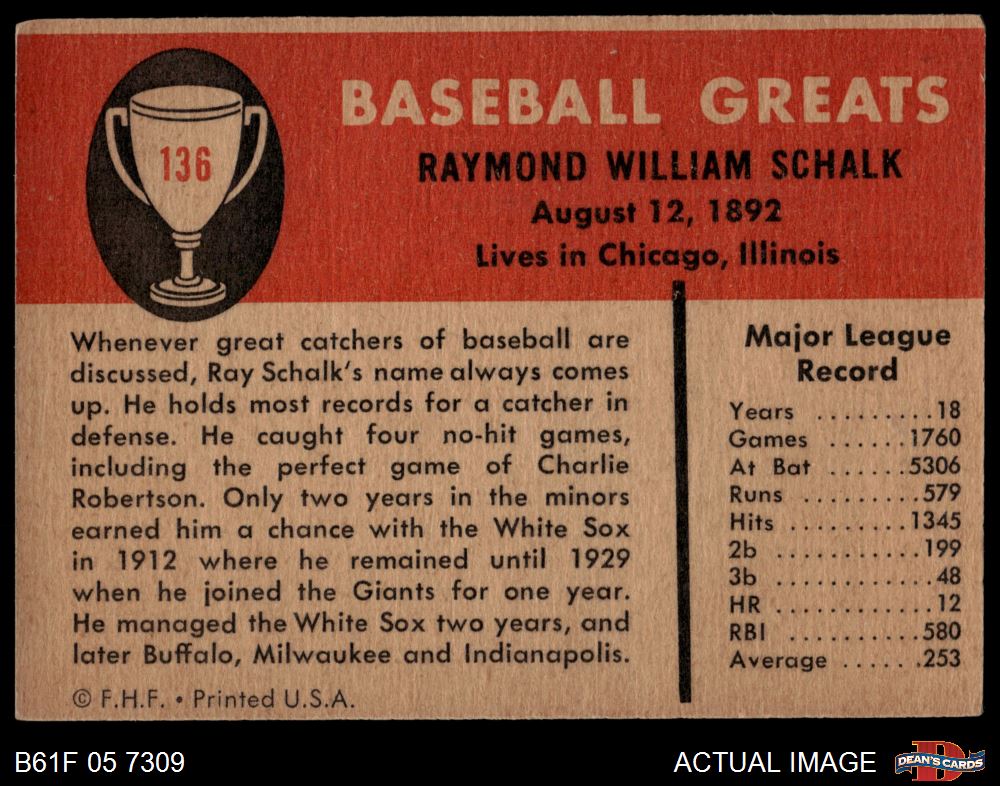 136
BASEBALL GREATS
RAYMOND WILLIAM SCHALK
August 12, 1892
Lives in Chicago, Illinois
Whenever great catchers of baseball are
discussed, Ray Schalk's name always comes
up. He holds most records for a catcher in
defense. He caught four no-hit games,
including the perfect game of Charlie
Robertson. Only two years in the minors
earned him a chance with the White Sox
in 1912 where he remained until 1929
when he joined the Giants for one year.
He managed the White Sox two years, and
later Buffalo, Milwaukee and Indianapolis.
© F.H.F. • Printed U.S.A.
Major League
Record
Years .........18
Games ......1760
At Bat ......5306
Runs .........579
Hits .........1345
2b ...........199
3b ............48
HR ............12
RBI ..........580
Average ......253
B61F 05 7309
ACTUAL IMAGE
D
DEAN'S CARDS